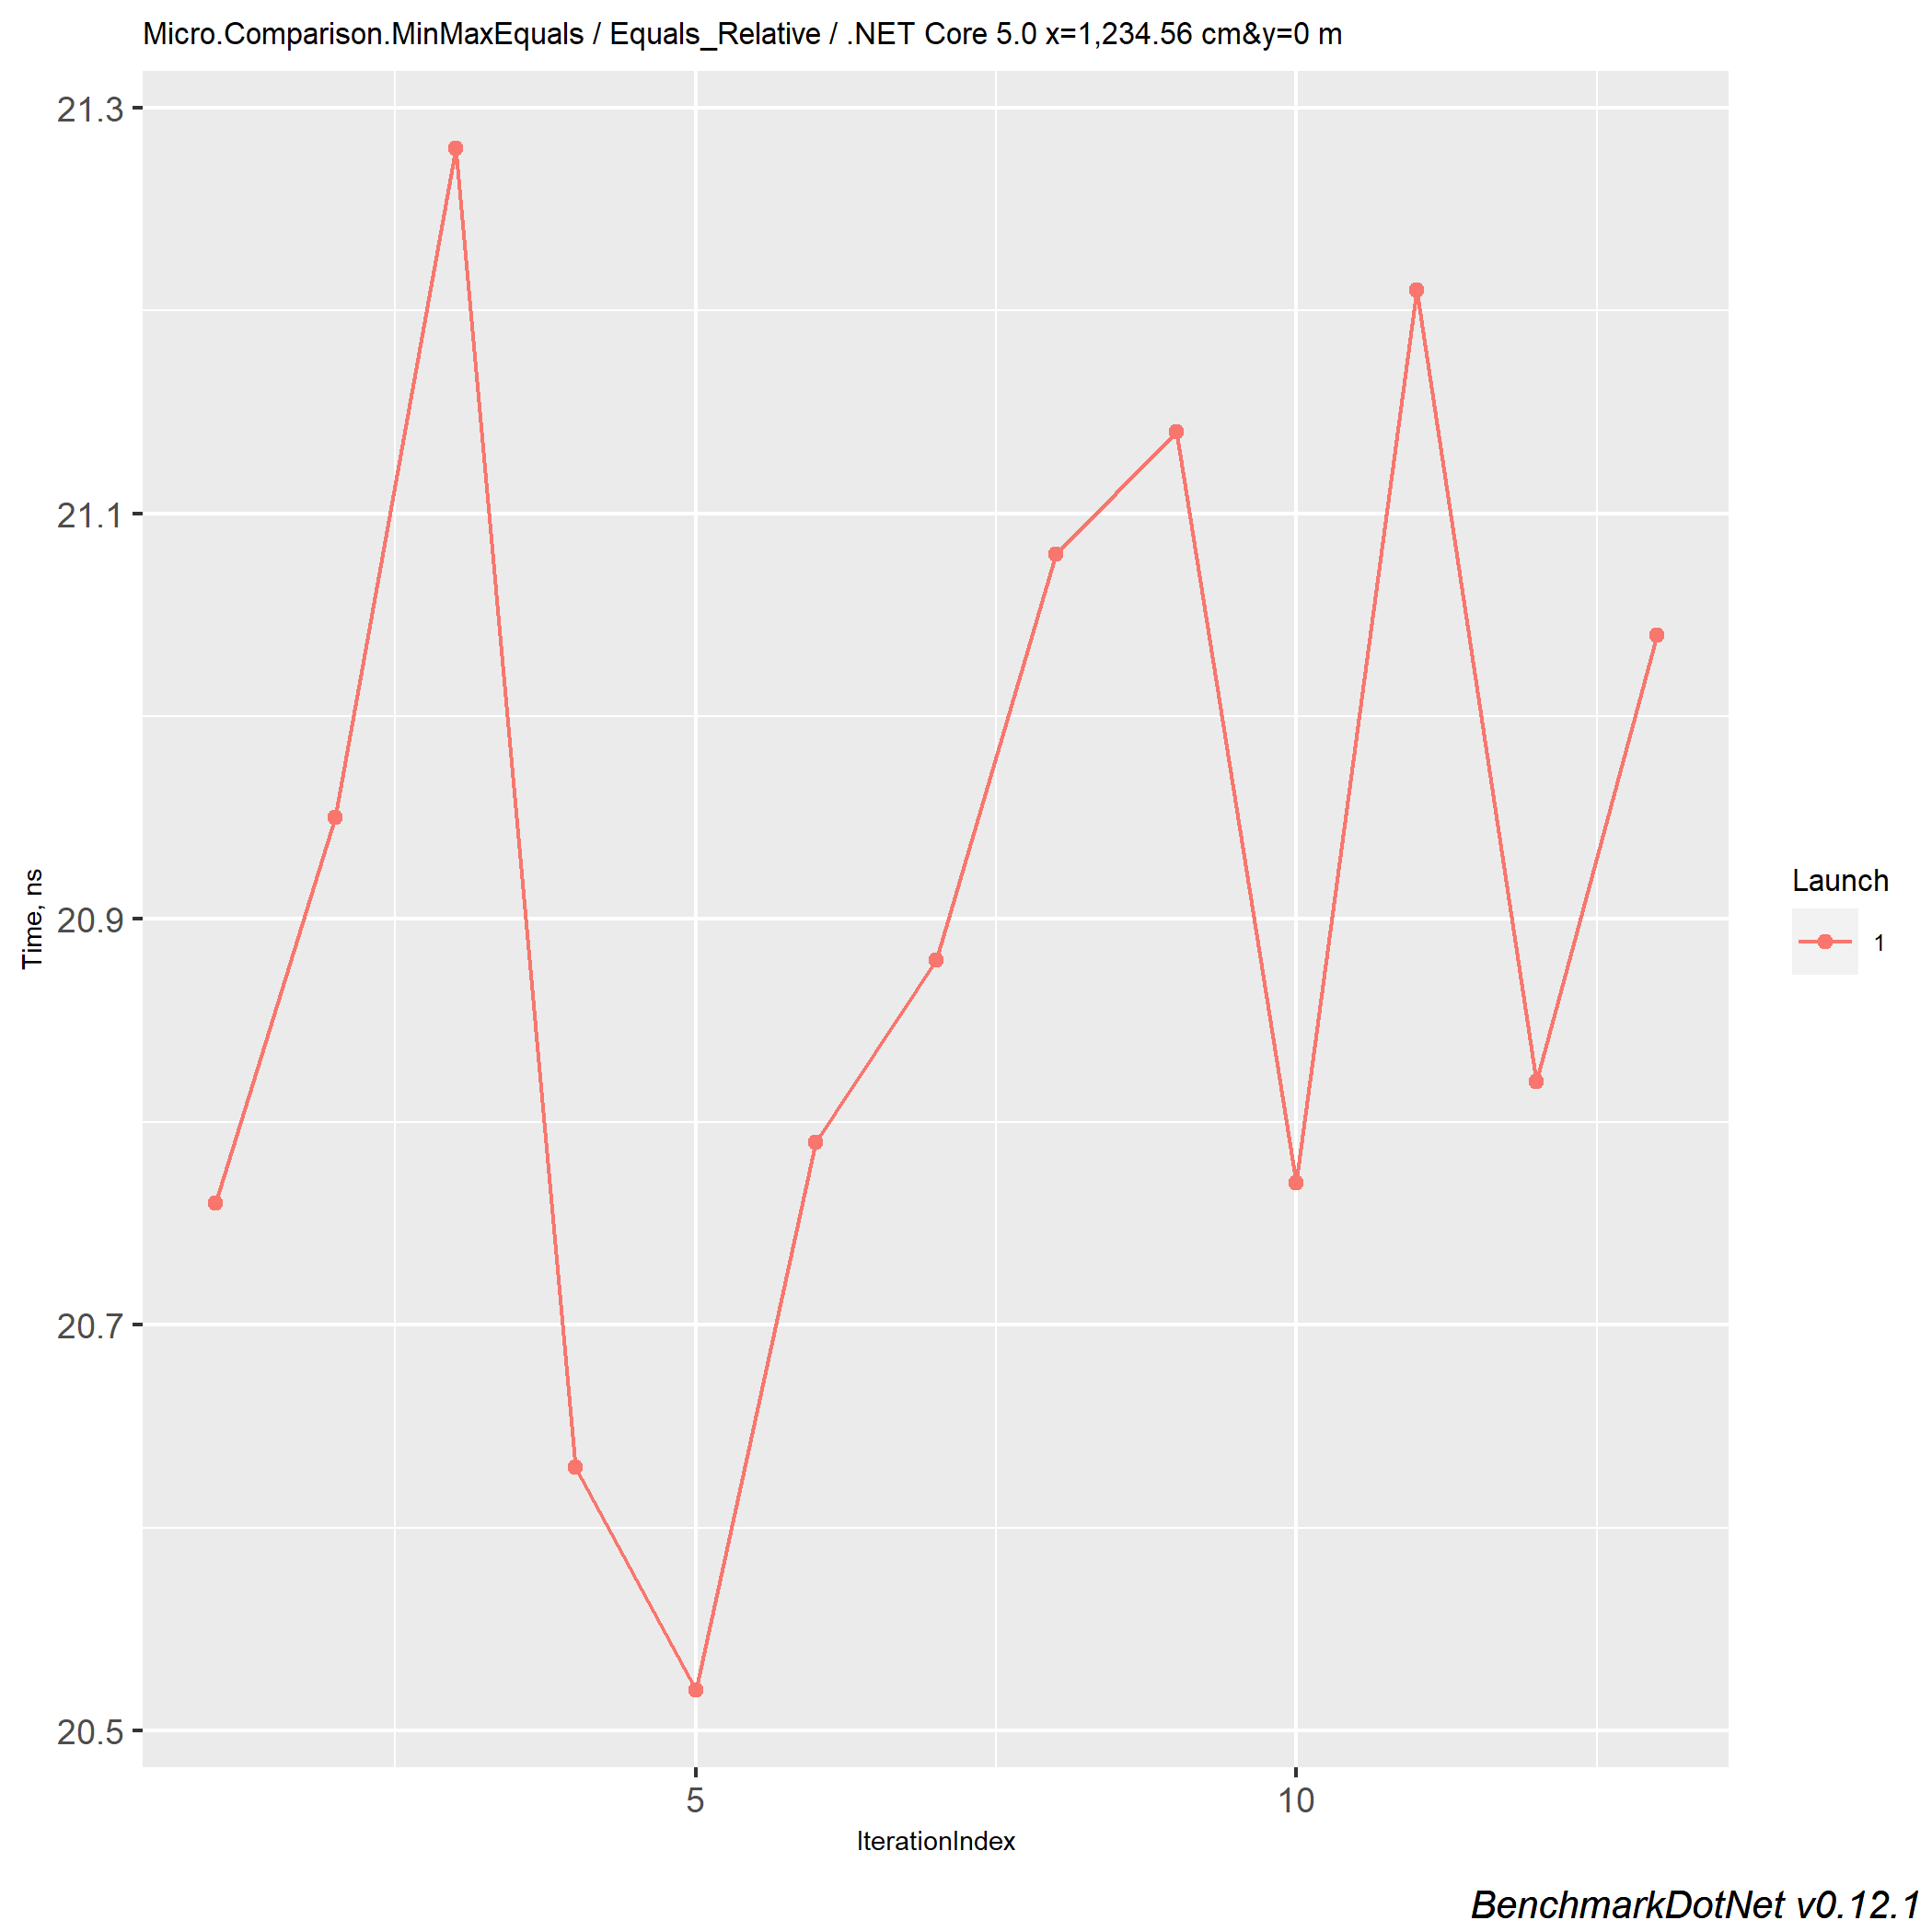 Micro.Comparison.MinMaxEquals / Equals_Relative / .NET Core 5.0 x=1,234.56 cm&y=0 m
21.3
21.1
20.9
20.7
20.5
Time, ns
5
10
IterationIndex
Launch
1
BenchmarkDotNet v0.12.1